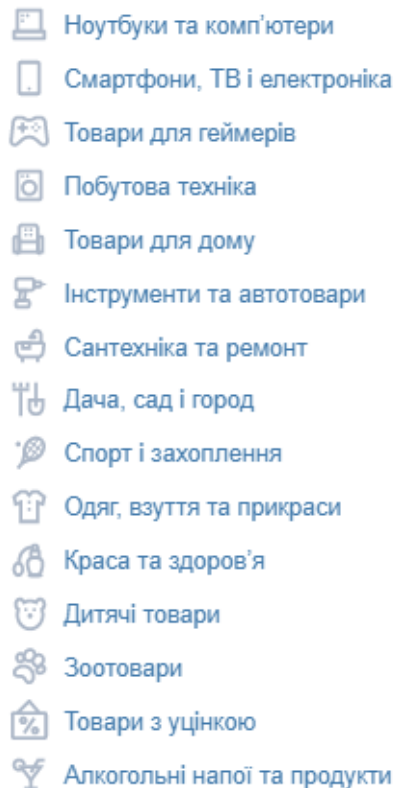 Ноутбуки та комп'ютери
Смартфони, ТВ і електроніка
Товари для геймерів
Побутова техніка
Товари для дому
Інструменти та автотовари
Сантехніка та ремонт
Дача, сад і город
Спорт і захоплення
Одяг, взуття та прикраси
Краса та здоров'я
Дитячі товари
Зоотовари
Товари з уцінкою
Алкогольні напої та продукти